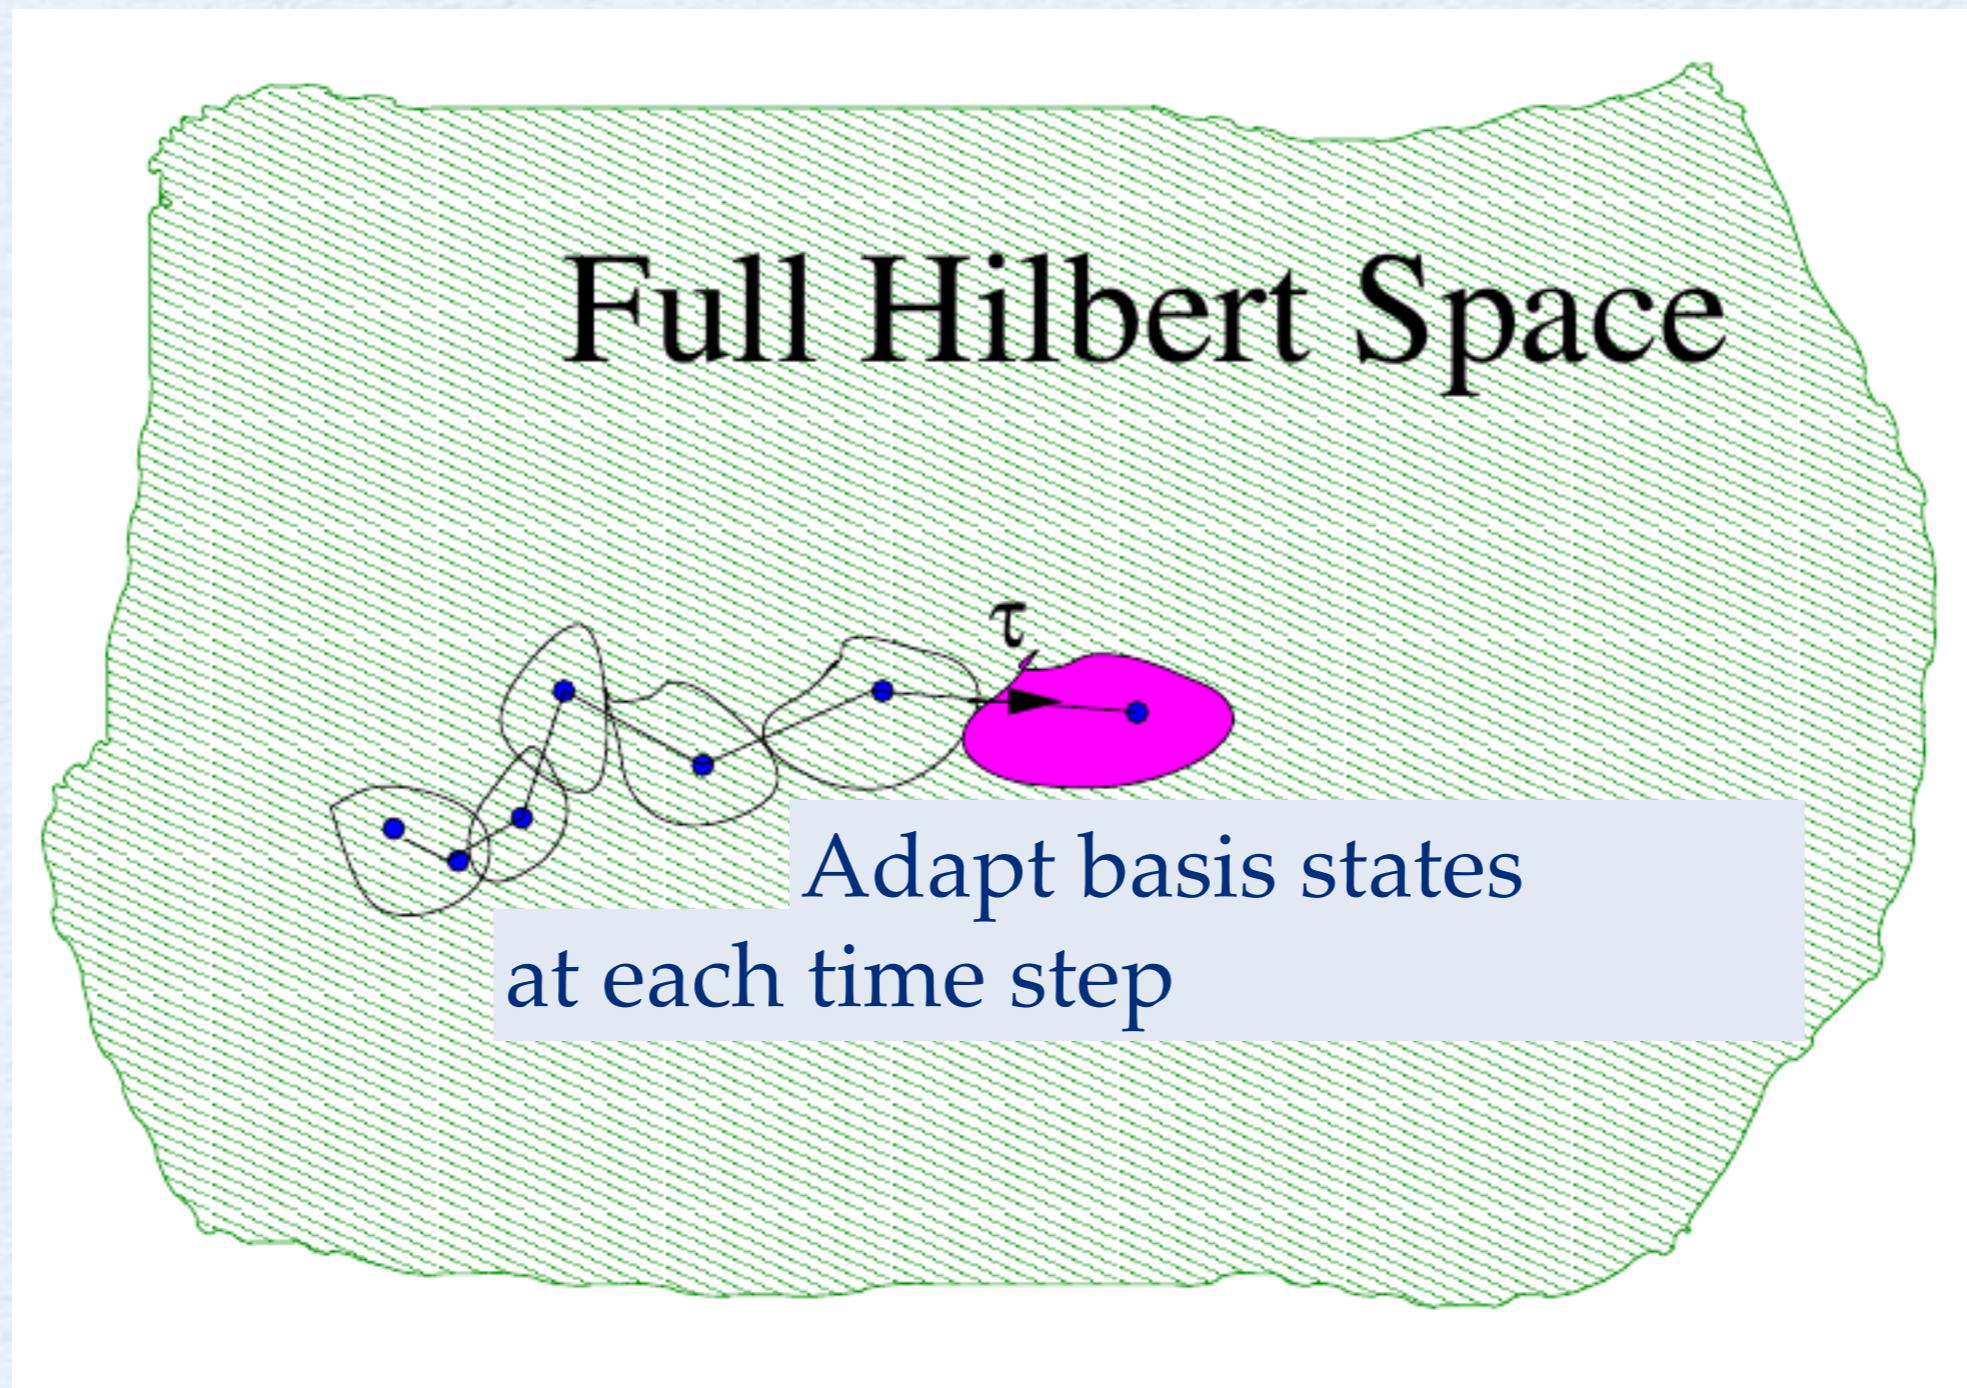 Full Hilbert Space
τ
Adapt basis states
at each time step